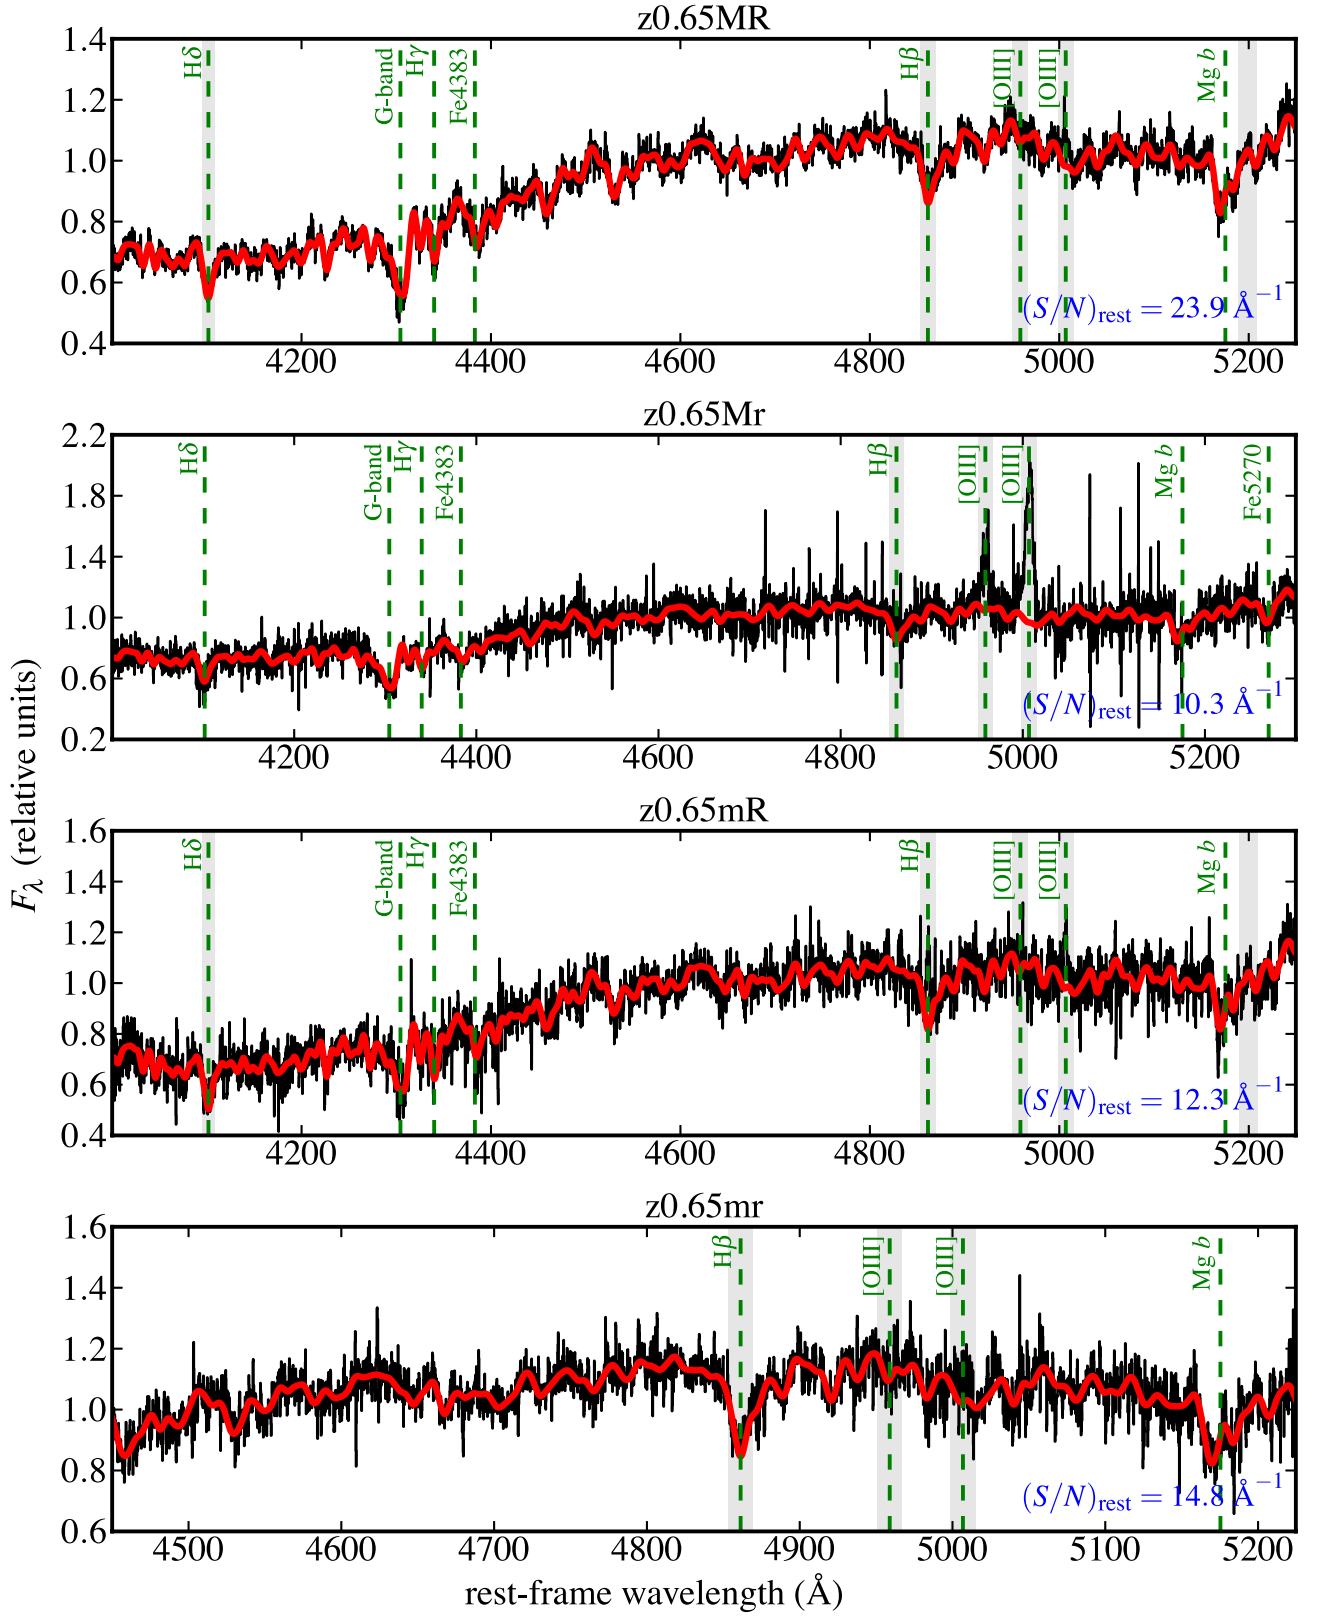 z0.65MR
1.4
1.2
1.0
0.8
0.6
0.4
Hδ
G-band
Hγ
Fe4383
Hβ
[OIII]
[OIII]
Mg b
(S/N)rest = 23.9 Å−1
4200
4400
4600
4800
5000
5200
z0.65Mr
2.2
1.8
1.4
1.0
0.6
0.2
Hδ
G-band
Hγ
Fe4383
Hβ
[OIII]
[OIII]
Mg b
Fe5270
(S/N)rest = 10.3 Å−1
4200
4400
4600
4800
5000
5200
Fλ (relative units)
z0.65mR
1.6
1.4
1.2
1.0
0.8
0.6
0.4
Hδ
G-band
Hγ
Fe4383
Hβ
[OIII]
[OIII]
Mg b
(S/N)rest = 12.3 Å−1
4200
4400
4600
4800
5000
5200
z0.65mr
1.6
1.4
1.2
1.0
0.8
0.6
Hβ
[OIII]
[OIII]
Mg b
(S/N)rest = 14.8 Å−1
4500
4600
4700
4800
4900
5000
5100
5200
rest-frame wavelength (Å)